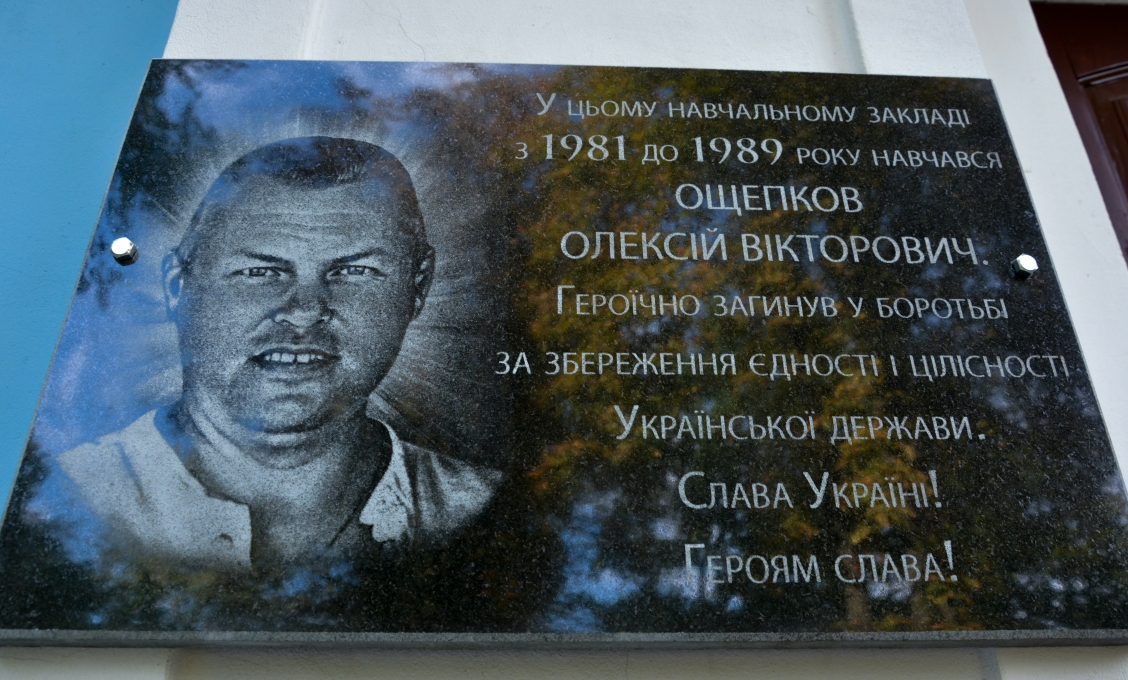 У ЦЬОМУ НАВЧАЛЬНОМУ ЗАКЛАДІ
З 1981 ДО 1989 РОКУ НАВЧАВСЯ
ОЩЕПКОВ
ОЛЕКСІЙ ВІКТОРОВИЧ.
ГЕРОЇЧНО ЗАГИНУВ У БОРОТЬБІ
ЗА ЗБЕРЕЖЕННЯ ЄДНОСТІ І ЦІЛІСНОСТІ
УКРАЇНСЬКОЇ ДЕРЖАВИ.
СЛАВА УКРАЇНІ!
ГЕРОЯМ СЛАВА!